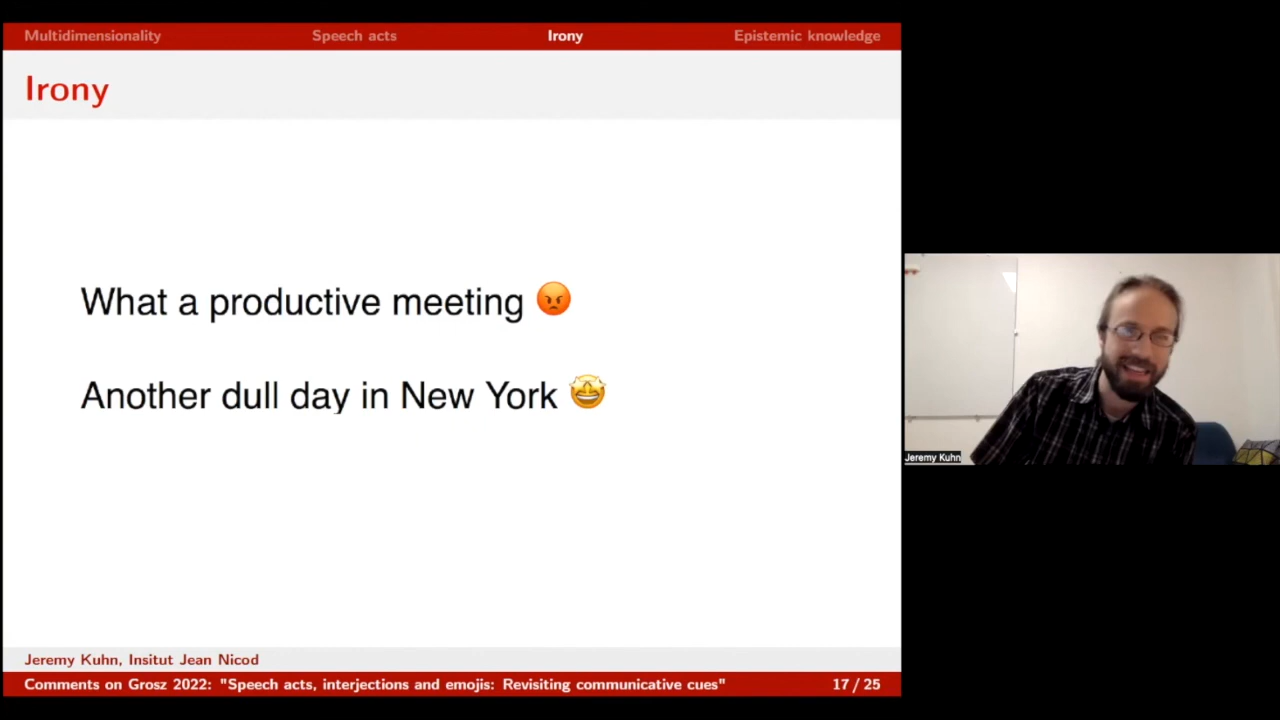 Multidimensionality Speech acts Irony Epistemic knowledge
Irony
What a productive meeting 😡
Another dull day in New York 🤩
Jeremy Kuhn
Jeremy Kuhn, Insitut Jean Nicod
Comments on Grosz 2022: "Speech acts, interjections and emojis: Revisiting communicative cues" 17 / 25